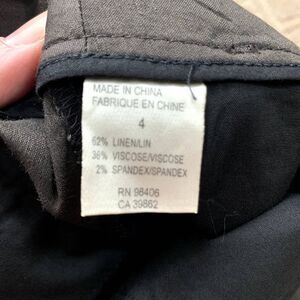 MADE IN CHINA
FABRIQUE EN CHINE
4
62% LINEN/LIN
36% VISCOSE/VISCOSE
2% SPANDEX/SPANDEX
RN 98406
CA 39862